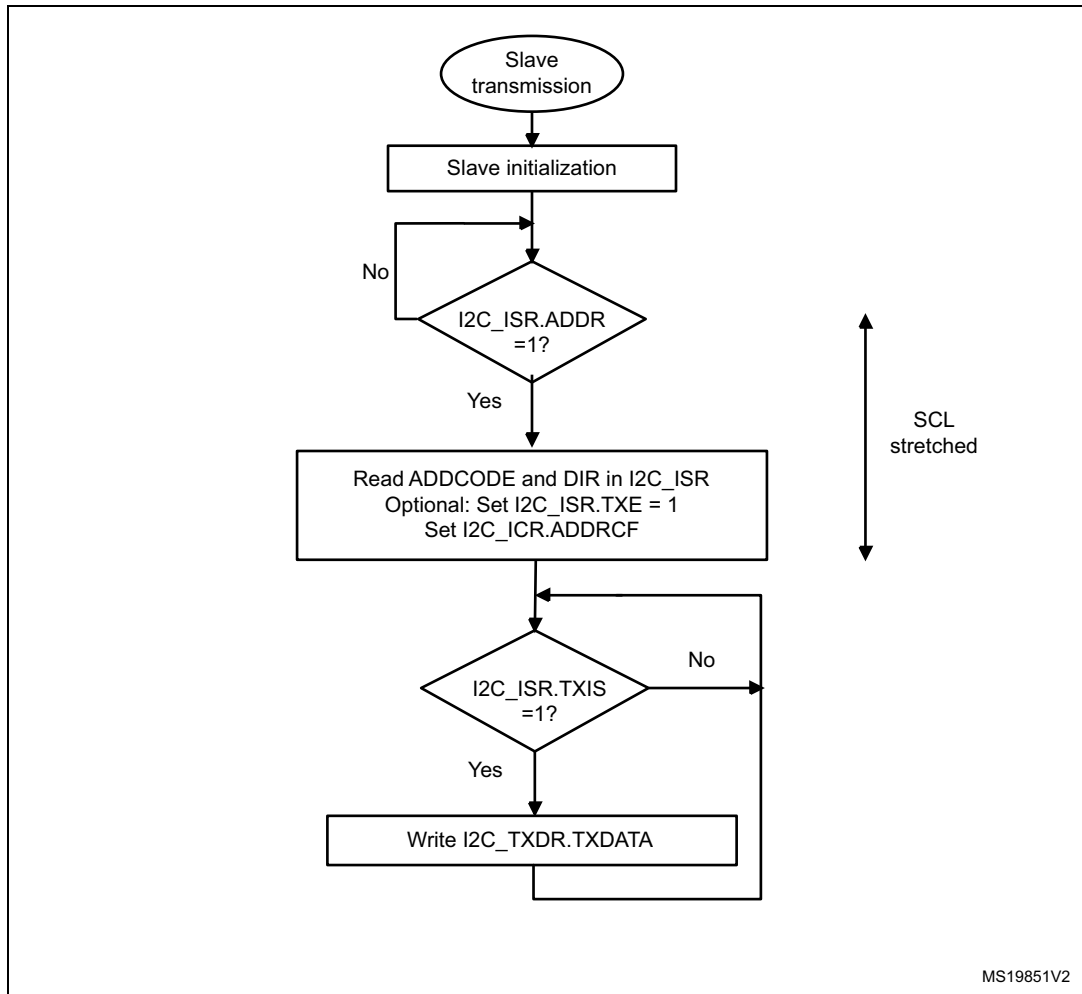 Slave
transmission
Slave initialization
No
I2C_ISR.ADDR
=1?
Yes
SCL
stretched
Read ADDCODE and DIR in I2C_ISR
Optional: Set I2C_ISR.TXE = 1
Set I2C_ICR.ADDRCF
No
I2C_ISR.TXIS
=1?
Yes
Write I2C_TXDR.TXDATA
MS19851V2